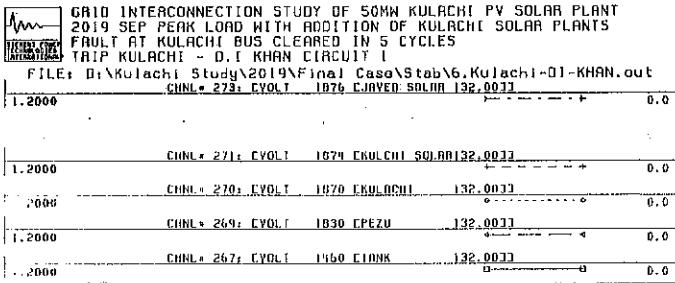 GRID INTERCONNECTION STUDY OF 50MW KULACHI PV SOLAR PLANT
2019 SEP PEAK LOAD WITH ADDITION OF KULACHI SOLAR PLANTS
FAULT AT KULACHI BUS CLEARED IN 5 CYCLES
TRIP KULACHI - D.I KHAN CIRCUIT 1
FILE: D:\Kulachi Study\2019\Final Case\Stab\6.Kulachi-DI-KHAN.out
CHNL# 273: [VOLT 1876 [JAVED SOLAR 132.00]]
1.2000 0.0
CHNL# 271: [VOLT 1874 [KULCHI SOLAR132.00]]
1.2000 0.0
CHNL# 270: [VOLT 1870 [KULACHI 132.00]]
.2000 0.0
CHNL# 269: [VOLT 1830 [PEZU 132.00]]
1.2000 0.0
CHNL# 267: [VOLT 1460 [TANK 132.00]]
.2000 0.0